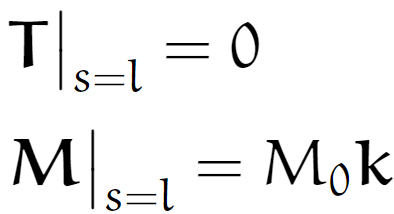 T|ₛ₌ₗ = 0
M|ₛ₌ₗ = M₀k